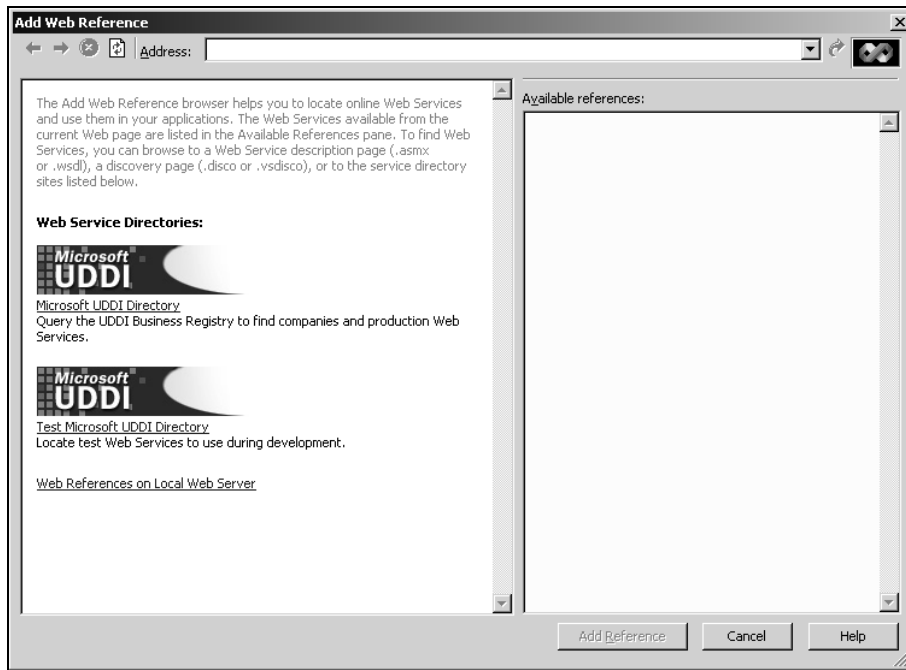 Add Web Reference
Address:
The Add Web Reference browser helps you to locate online Web Services
and use them in your applications. The Web Services available from the
current Web page are listed in the Available References pane. To find Web
Services, you can browse to a Web Service description page (.asmx
or .wsdl), a discovery page (.disco or .vsdisco), or to the service directory
sites listed below.
Web Service Directories:
Microsoft
UDDI
Microsoft UDDI Directory
Query the UDDI Business Registry to find companies and production Web
Services.
Microsoft
UDDI
Test Microsoft UDDI Directory
Locate test Web Services to use during development.
Web References on Local Web Server
Available references:
Add Reference
Cancel
Help